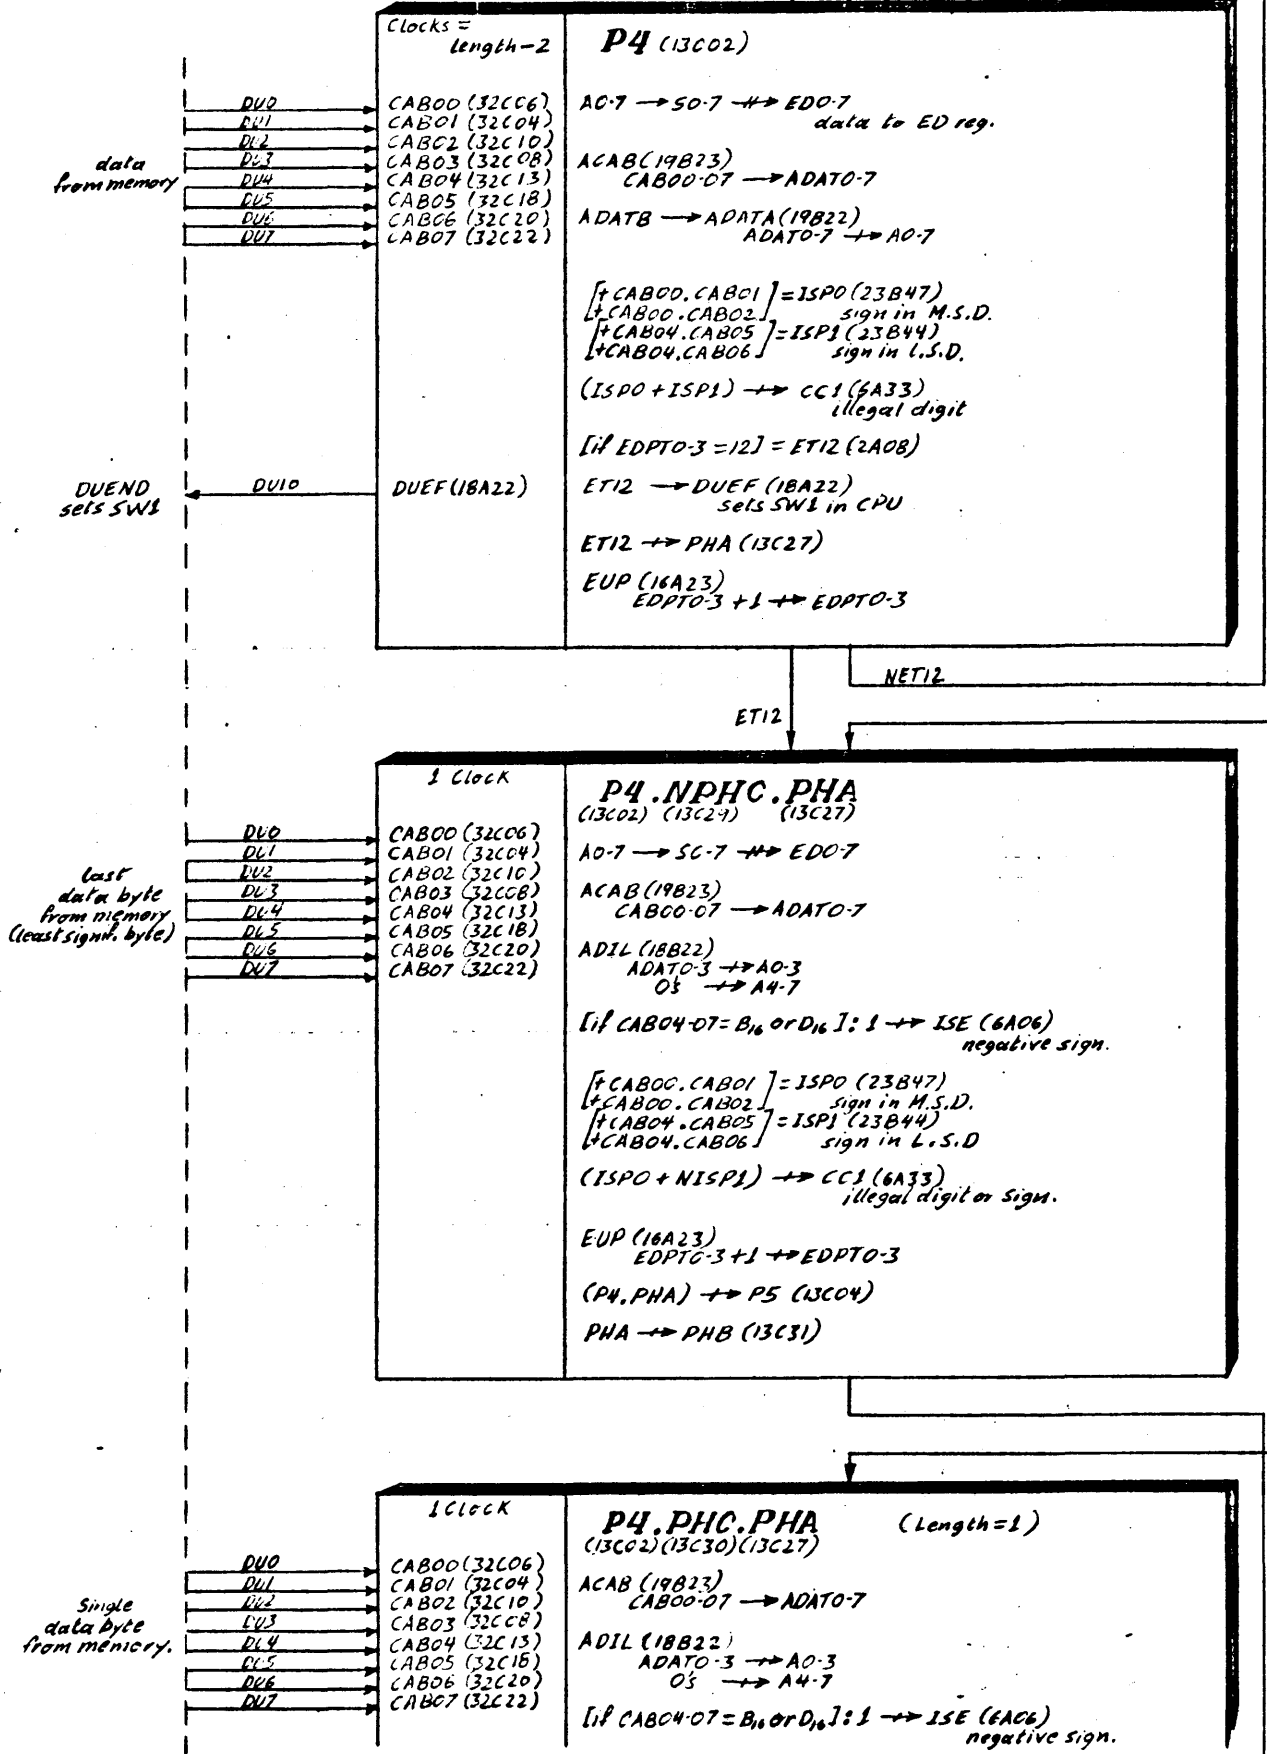 Clocks =
length-2
P4 (13C02)
data
from memory
DU0 CAB00 (32CC6)
DU1 CAB01 (32C04)
DU2 CABC2 (32C10)
DU3 CAB03 (32C08)
DU4 CAB04 (32C13)
DU5 CAB05 (32C18)
DU6 CABC6 (32C20)
DU7 CAB07 (32C22)
A0-7 → S0-7 -#→ ED0-7
data to ED reg.
ACAB (19B23)
CAB00-07 → ADAT0-7
ADATB → ADATA (19B22)
ADAT0-7 +→ A0-7
[+CAB00.CAB01]=ISP0 (23B47)
[+CAB00.CAB02] sign in M.S.D.
[+CAB04.CAB05]=ISP1 (23B44)
[+CAB04.CAB06] sign in L.S.D.
(ISP0+ISP1) +→ CC1 (6A33)
illegal digit
[if EDPT0-3=12] = ET12 (2A08)
DUEND
sets SW1
DU10 DUEF (18A22)
ET12 → DUEF (18A22)
sets SW1 in CPU
ET12 +→ PHA (13C27)
EUP (16A23)
EDPT0-3 +1 +→ EDPT0-3
NET12
ET12
1 Clock
P4.NPHC.PHA
(13C02) (13C29) (13C27)
last
data byte
from memory
(least signif. byte)
DU0 CAB00 (32C06)
DU1 CAB01 (32C04)
DU2 CAB02 (32C10)
DU3 CAB03 (32C08)
DU4 CAB04 (32C13)
DU5 CAB05 (32C18)
DU6 CAB06 (32C20)
DU7 CAB07 (32C22)
A0-7 → SC-7 -#→ ED0-7
ACAB (19B23)
CAB00-07 → ADAT0-7
ADIL (18B22)
ADAT0-3 +→ A0-3
0's +→ A4-7
[if CAB04-07=B₁₆ or D₁₆]: 1 +→ ISE (6A06)
negative sign.
[+CAB0C.CAB01]=ISP0 (23B47)
[+CAB00.CAB02] sign in M.S.D.
[+CAB04.CAB05]=ISP1 (23B44)
[+CAB04.CAB06] sign in L.S.D
(ISP0+NISP1) +→ CC1 (6A33)
illegal digit or sign.
EUP (16A23)
EDPT0-3+1 +→ EDPT0-3
(P4.PHA) +→ P5 (13C04)
PHA +→ PHB (13C31)
1 Clock
P4.PHC.PHA (Length=1)
(13C02)(13C30)(13C27)
Single
data byte
from memory.
DU0 CAB00 (32C06)
DU1 CAB01 (32C04)
DU2 CAB02 (32C10)
DU3 CAB03 (32CC8)
DU4 CAB04 (32C13)
DU5 CAB05 (32C18)
DU6 CAB06 (32C20)
DU7 CAB07 (32C22)
ACAB (19B23)
CAB00-07 → ADAT0-7
ADIL (18B22)
ADAT0-3 +→ A0-3
0's +→ A4-7
[if CAB04-07=B₁₆ or D₁₆]: 1 +→ ISE (6A06)
negative sign.